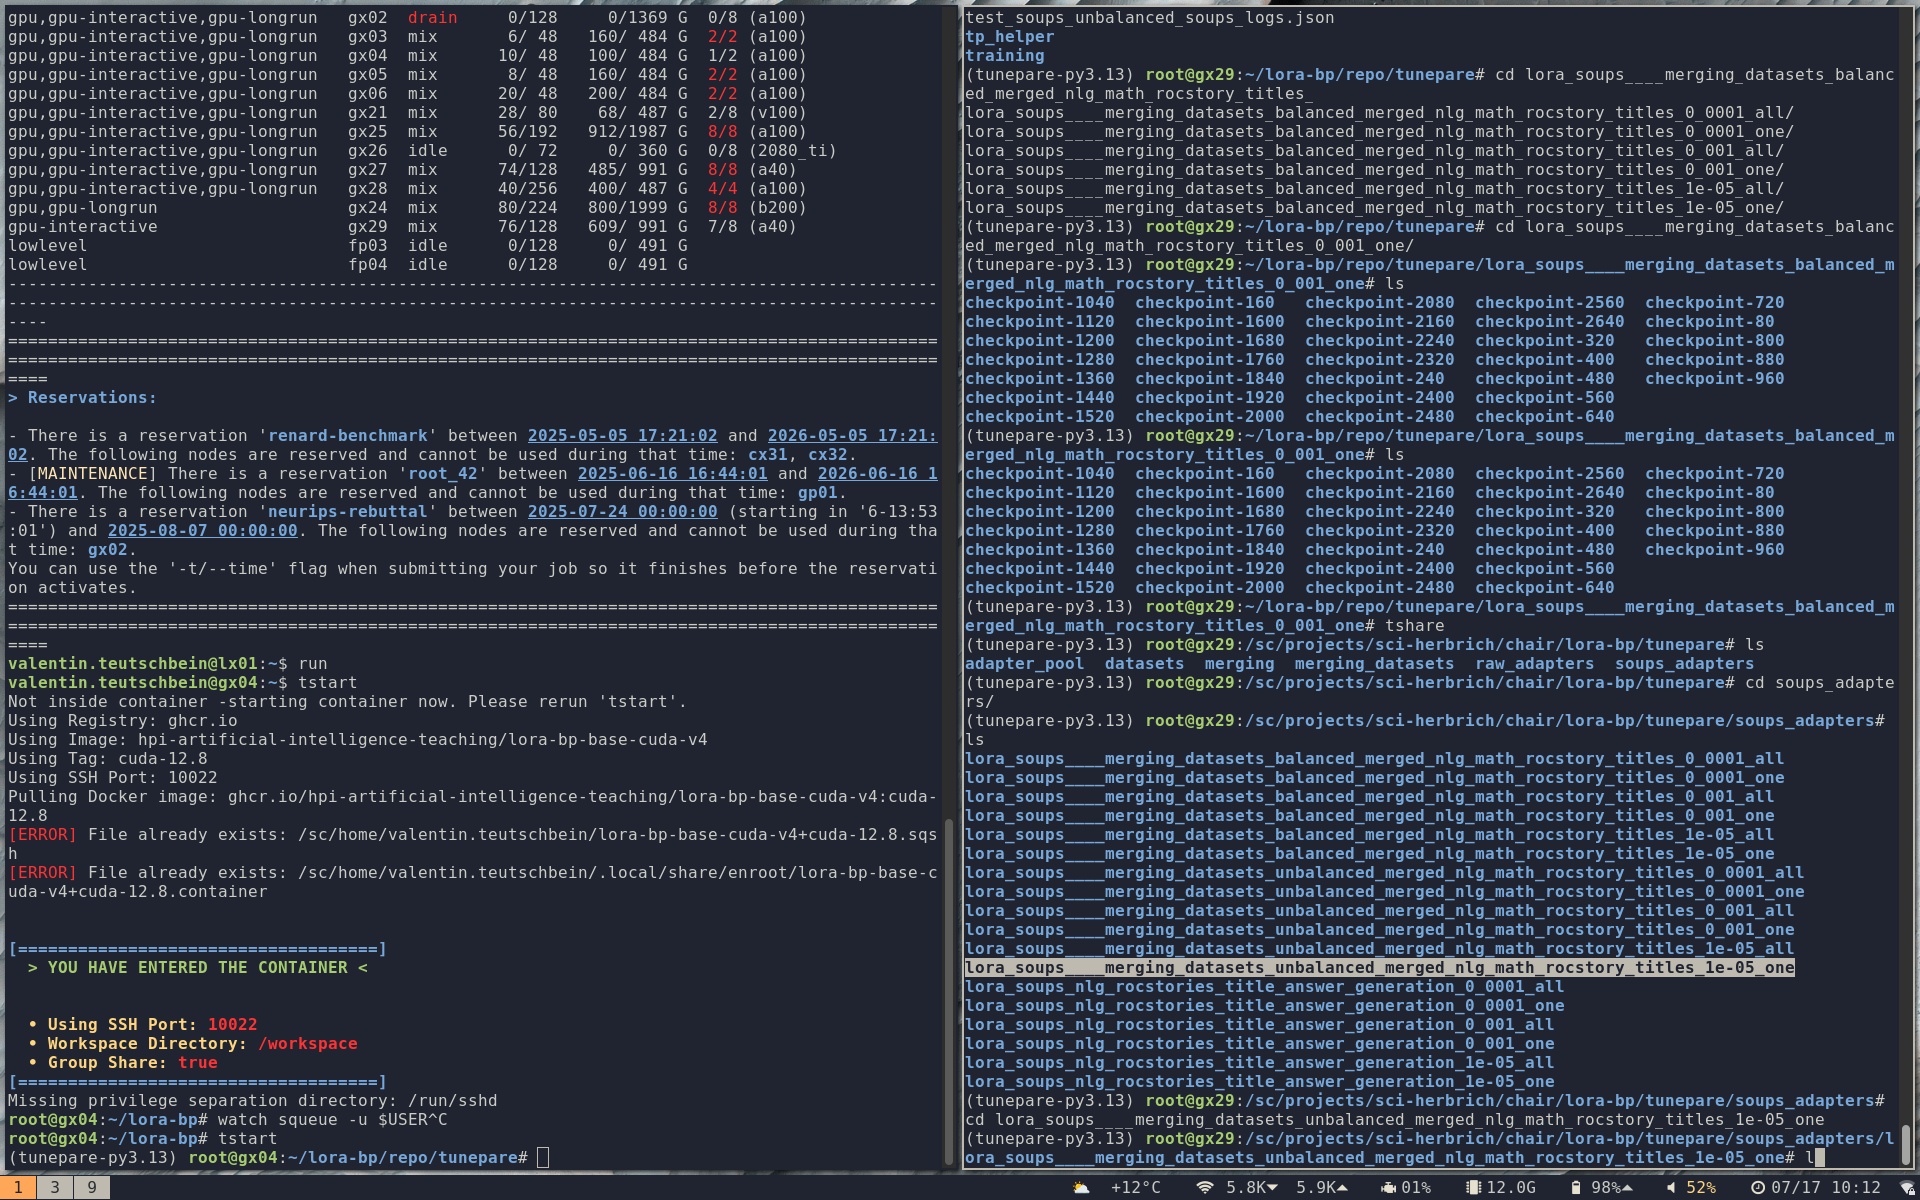 gpu,gpu-interactive,gpu-longrun   gx02  drain     0/128     0/1369 G  0/8 (a100)
gpu,gpu-interactive,gpu-longrun   gx03  mix      6/ 48   160/ 484 G  2/2 (a100)
gpu,gpu-interactive,gpu-longrun   gx04  mix     10/ 48   100/ 484 G  1/2 (a100)
gpu,gpu-interactive,gpu-longrun   gx05  mix      8/ 48   160/ 484 G  2/2 (a100)
gpu,gpu-interactive,gpu-longrun   gx06  mix     20/ 48   200/ 484 G  2/2 (a100)
gpu,gpu-interactive,gpu-longrun   gx21  mix     28/ 80    68/ 487 G  2/8 (v100)
gpu,gpu-interactive,gpu-longrun   gx25  mix     56/192   912/1987 G  8/8 (a100)
gpu,gpu-interactive,gpu-longrun   gx26  idle     0/ 72     0/ 360 G  0/8 (2080_ti)
gpu,gpu-interactive,gpu-longrun   gx27  mix     74/128   485/ 991 G  8/8 (a40)
gpu,gpu-interactive,gpu-longrun   gx28  mix     40/256   400/ 487 G  4/4 (a100)
gpu,gpu-longrun                   gx24  mix     80/224   800/1999 G  8/8 (b200)
gpu-interactive                   gx29  mix     76/128   609/ 991 G  7/8 (a40)
lowlevel                          fp03  idle      0/128     0/ 491 G
lowlevel                          fp04  idle      0/128     0/ 491 G
---------------------------------------------------------------------------------------------
---------------------------------------------------------------------------------------------
----
=============================================================================================
=============================================================================================
====
> Reservations:
- There is a reservation 'renard-benchmark' between 2025-05-05 17:21:02 and 2026-05-05 17:21:
02. The following nodes are reserved and cannot be used during that time: cx31, cx32.
- [MAINTENANCE] There is a reservation 'root_42' between 2025-06-16 16:44:01 and 2026-06-16 1
6:44:01. The following nodes are reserved and cannot be used during that time: gp01.
- There is a reservation 'neurips-rebuttal' between 2025-07-24 00:00:00 (starting in '6-13:53
:01') and 2025-08-07 00:00:00. The following nodes are reserved and cannot be used during tha
t time: gx02.
You can use the '-t/--time' flag when submitting your job so it finishes before the reservati
on activates.
=============================================================================================
=============================================================================================
====
valentin.teutschbein@lx01:~$ run
valentin.teutschbein@gx04:~$ tstart
Not inside container -starting container now. Please rerun 'tstart'.
Using Registry: ghcr.io
Using Image: hpi-artificial-intelligence-teaching/lora-bp-base-cuda-v4
Using Tag: cuda-12.8
Using SSH Port: 10022
Pulling Docker image: ghcr.io/hpi-artificial-intelligence-teaching/lora-bp-base-cuda-v4:cuda-
12.8
[ERROR] File already exists: /sc/home/valentin.teutschbein/lora-bp-base-cuda-v4+cuda-12.8.sqs
h
[ERROR] File already exists: /sc/home/valentin.teutschbein/.local/share/enroot/lora-bp-base-c
uda-v4+cuda-12.8.container
[====================================]
> YOU HAVE ENTERED THE CONTAINER <
• Using SSH Port: 10022
• Workspace Directory: /workspace
• Group Share: true
[====================================]
Missing privilege separation directory: /run/sshd
root@gx04:~/lora-bp# watch squeue -u $USER^C
root@gx04:~/lora-bp# tstart
(tunepare-py3.13) root@gx04:~/lora-bp/repo/tunepare#
test_soups_unbalanced_soups_logs.json
tp_helper
training
(tunepare-py3.13) root@gx29:~/lora-bp/repo/tunepare# cd lora_soups____merging_datasets_balanc
ed_merged_nlg_math_rocstory_titles_
lora_soups____merging_datasets_balanced_merged_nlg_math_rocstory_titles_0_0001_all/
lora_soups____merging_datasets_balanced_merged_nlg_math_rocstory_titles_0_0001_one/
lora_soups____merging_datasets_balanced_merged_nlg_math_rocstory_titles_0_001_all/
lora_soups____merging_datasets_balanced_merged_nlg_math_rocstory_titles_0_001_one/
lora_soups____merging_datasets_balanced_merged_nlg_math_rocstory_titles_1e-05_all/
lora_soups____merging_datasets_balanced_merged_nlg_math_rocstory_titles_1e-05_one/
(tunepare-py3.13) root@gx29:~/lora-bp/repo/tunepare# cd lora_soups____merging_datasets_balanc
ed_merged_nlg_math_rocstory_titles_0_001_one/
(tunepare-py3.13) root@gx29:~/lora-bp/repo/tunepare/lora_soups____merging_datasets_balanced_m
erged_nlg_math_rocstory_titles_0_001_one# ls
checkpoint-1040  checkpoint-160   checkpoint-2080  checkpoint-2560  checkpoint-720
checkpoint-1120  checkpoint-1600  checkpoint-2160  checkpoint-2640  checkpoint-80
checkpoint-1200  checkpoint-1680  checkpoint-2240  checkpoint-320   checkpoint-800
checkpoint-1280  checkpoint-1760  checkpoint-2320  checkpoint-400   checkpoint-880
checkpoint-1360  checkpoint-1840  checkpoint-240   checkpoint-480   checkpoint-960
checkpoint-1440  checkpoint-1920  checkpoint-2400  checkpoint-560
checkpoint-1520  checkpoint-2000  checkpoint-2480  checkpoint-640
(tunepare-py3.13) root@gx29:~/lora-bp/repo/tunepare/lora_soups____merging_datasets_balanced_m
erged_nlg_math_rocstory_titles_0_001_one# ls
checkpoint-1040  checkpoint-160   checkpoint-2080  checkpoint-2560  checkpoint-720
checkpoint-1120  checkpoint-1600  checkpoint-2160  checkpoint-2640  checkpoint-80
checkpoint-1200  checkpoint-1680  checkpoint-2240  checkpoint-320   checkpoint-800
checkpoint-1280  checkpoint-1760  checkpoint-2320  checkpoint-400   checkpoint-880
checkpoint-1360  checkpoint-1840  checkpoint-240   checkpoint-480   checkpoint-960
checkpoint-1440  checkpoint-1920  checkpoint-2400  checkpoint-560
checkpoint-1520  checkpoint-2000  checkpoint-2480  checkpoint-640
(tunepare-py3.13) root@gx29:~/lora-bp/repo/tunepare/lora_soups____merging_datasets_balanced_m
erged_nlg_math_rocstory_titles_0_001_one# tshare
(tunepare-py3.13) root@gx29:/sc/projects/sci-herbrich/chair/lora-bp/tunepare# ls
adapter_pool  datasets  merging  merging_datasets  raw_adapters  soups_adapters
(tunepare-py3.13) root@gx29:/sc/projects/sci-herbrich/chair/lora-bp/tunepare# cd soups_adapte
rs/
(tunepare-py3.13) root@gx29:/sc/projects/sci-herbrich/chair/lora-bp/tunepare/soups_adapters#
ls
lora_soups____merging_datasets_balanced_merged_nlg_math_rocstory_titles_0_0001_all
lora_soups____merging_datasets_balanced_merged_nlg_math_rocstory_titles_0_0001_one
lora_soups____merging_datasets_balanced_merged_nlg_math_rocstory_titles_0_001_all
lora_soups____merging_datasets_balanced_merged_nlg_math_rocstory_titles_0_001_one
lora_soups____merging_datasets_balanced_merged_nlg_math_rocstory_titles_1e-05_all
lora_soups____merging_datasets_balanced_merged_nlg_math_rocstory_titles_1e-05_one
lora_soups____merging_datasets_unbalanced_merged_nlg_math_rocstory_titles_0_0001_all
lora_soups____merging_datasets_unbalanced_merged_nlg_math_rocstory_titles_0_0001_one
lora_soups____merging_datasets_unbalanced_merged_nlg_math_rocstory_titles_0_001_all
lora_soups____merging_datasets_unbalanced_merged_nlg_math_rocstory_titles_0_001_one
lora_soups____merging_datasets_unbalanced_merged_nlg_math_rocstory_titles_1e-05_all
lora_soups____merging_datasets_unbalanced_merged_nlg_math_rocstory_titles_1e-05_one
lora_soups_nlg_rocstories_title_answer_generation_0_0001_all
lora_soups_nlg_rocstories_title_answer_generation_0_0001_one
lora_soups_nlg_rocstories_title_answer_generation_0_001_all
lora_soups_nlg_rocstories_title_answer_generation_0_001_one
lora_soups_nlg_rocstories_title_answer_generation_1e-05_all
lora_soups_nlg_rocstories_title_answer_generation_1e-05_one
(tunepare-py3.13) root@gx29:/sc/projects/sci-herbrich/chair/lora-bp/tunepare/soups_adapters#
cd lora_soups____merging_datasets_unbalanced_merged_nlg_math_rocstory_titles_1e-05_one
(tunepare-py3.13) root@gx29:/sc/projects/sci-herbrich/chair/lora-bp/tunepare/soups_adapters/l
ora_soups____merging_datasets_unbalanced_merged_nlg_math_rocstory_titles_1e-05_one# l
1 3 9 +12°C 5.8K 5.9K 01% 12.0G 98% 52% 07/17 10:12